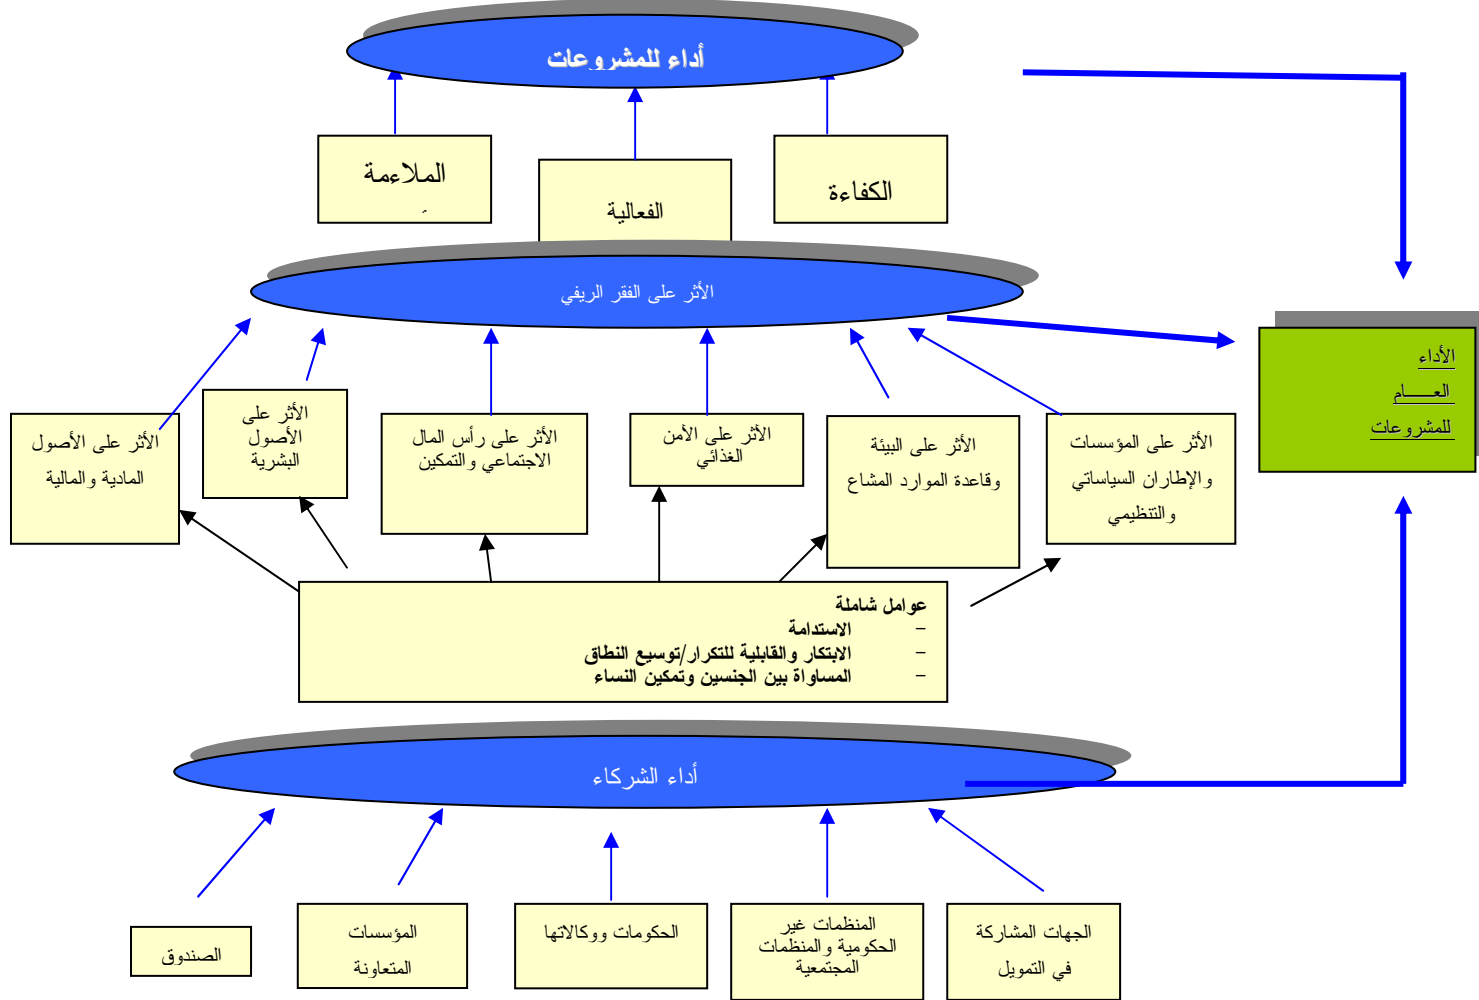 أداء للمشروعات
الملاءمة
الفعالية
الكفاءة
الأثر على الفقر الريفي
الأداء
العـــــام
للمشروعات
الأثر على الأصول
المادية والمالية
الأثر على
الأصول
البشرية
الأثر على رأس المال
الاجتماعي والتمكين
الأثر على الأمن
الغذائي
الأثر على البيئة
وقاعدة الموارد المشاع
الأثر على المؤسسات
والإطاران السياساتي
والتنظيمي
عوامل شاملة
– الاستدامة
– الابتكار والقابلية للتكرار/توسيع النطاق
– المساواة بين الجنسين وتمكين النساء
أداء الشركاء
الصندوق
المؤسسات
المتعاونة
الحكومات ووكالاتها
المنظمات غير
الحكومية والمنظمات
المجتمعية
الجهات المشاركة
في التمويل